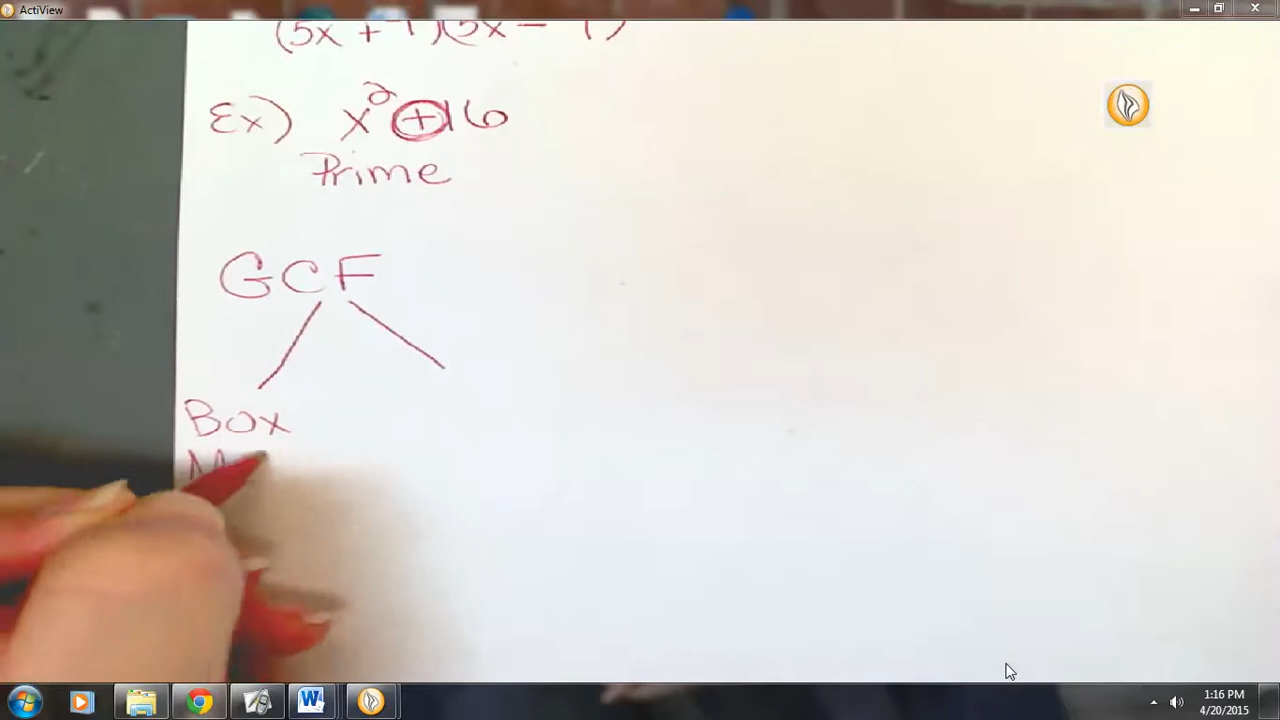 ActiView
Ex) x² + 16
Prime
GCF
Box
1:16 PM
4/20/2015